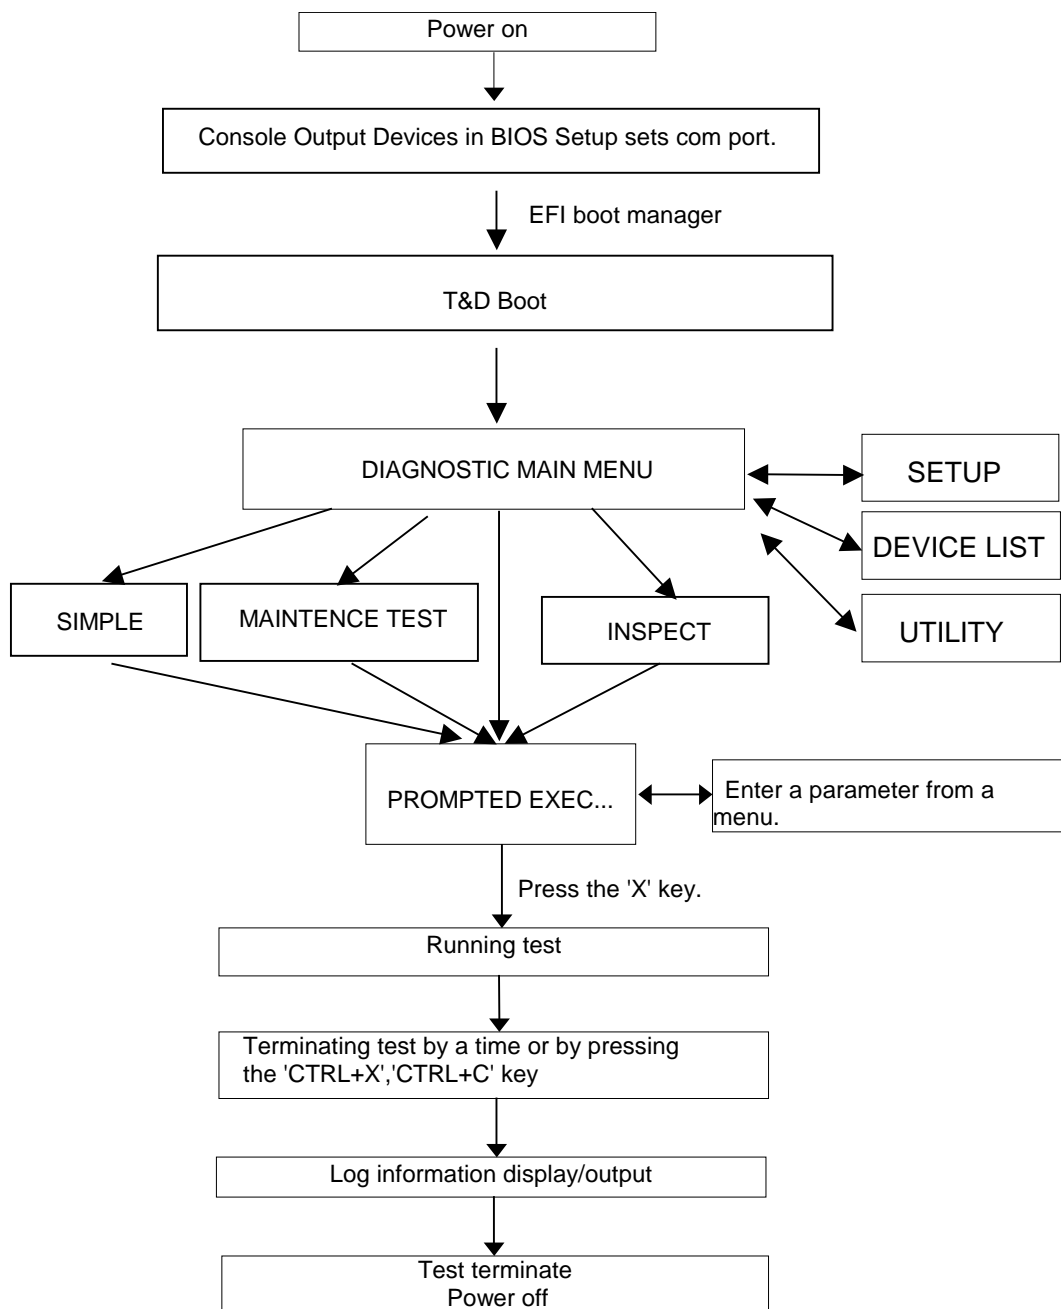 Power on
Console Output Devices in BIOS Setup sets com port.
EFI boot manager
T&D Boot
DIAGNOSTIC MAIN MENU
SETUP
DEVICE LIST
UTILITY
SIMPLE
MAINTENCE TEST
INSPECT
PROMPTED EXEC...
Enter a parameter from a
menu.
Press the 'X' key.
Running test
Terminating test by a time or by pressing
the 'CTRL+X','CTRL+C' key
Log information display/output
Test terminate
Power off